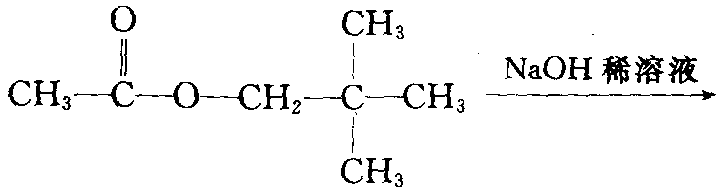 O
CH₃
CH₃—C—O—CH₂—C—CH₃
NaOH 稀溶液
CH₃